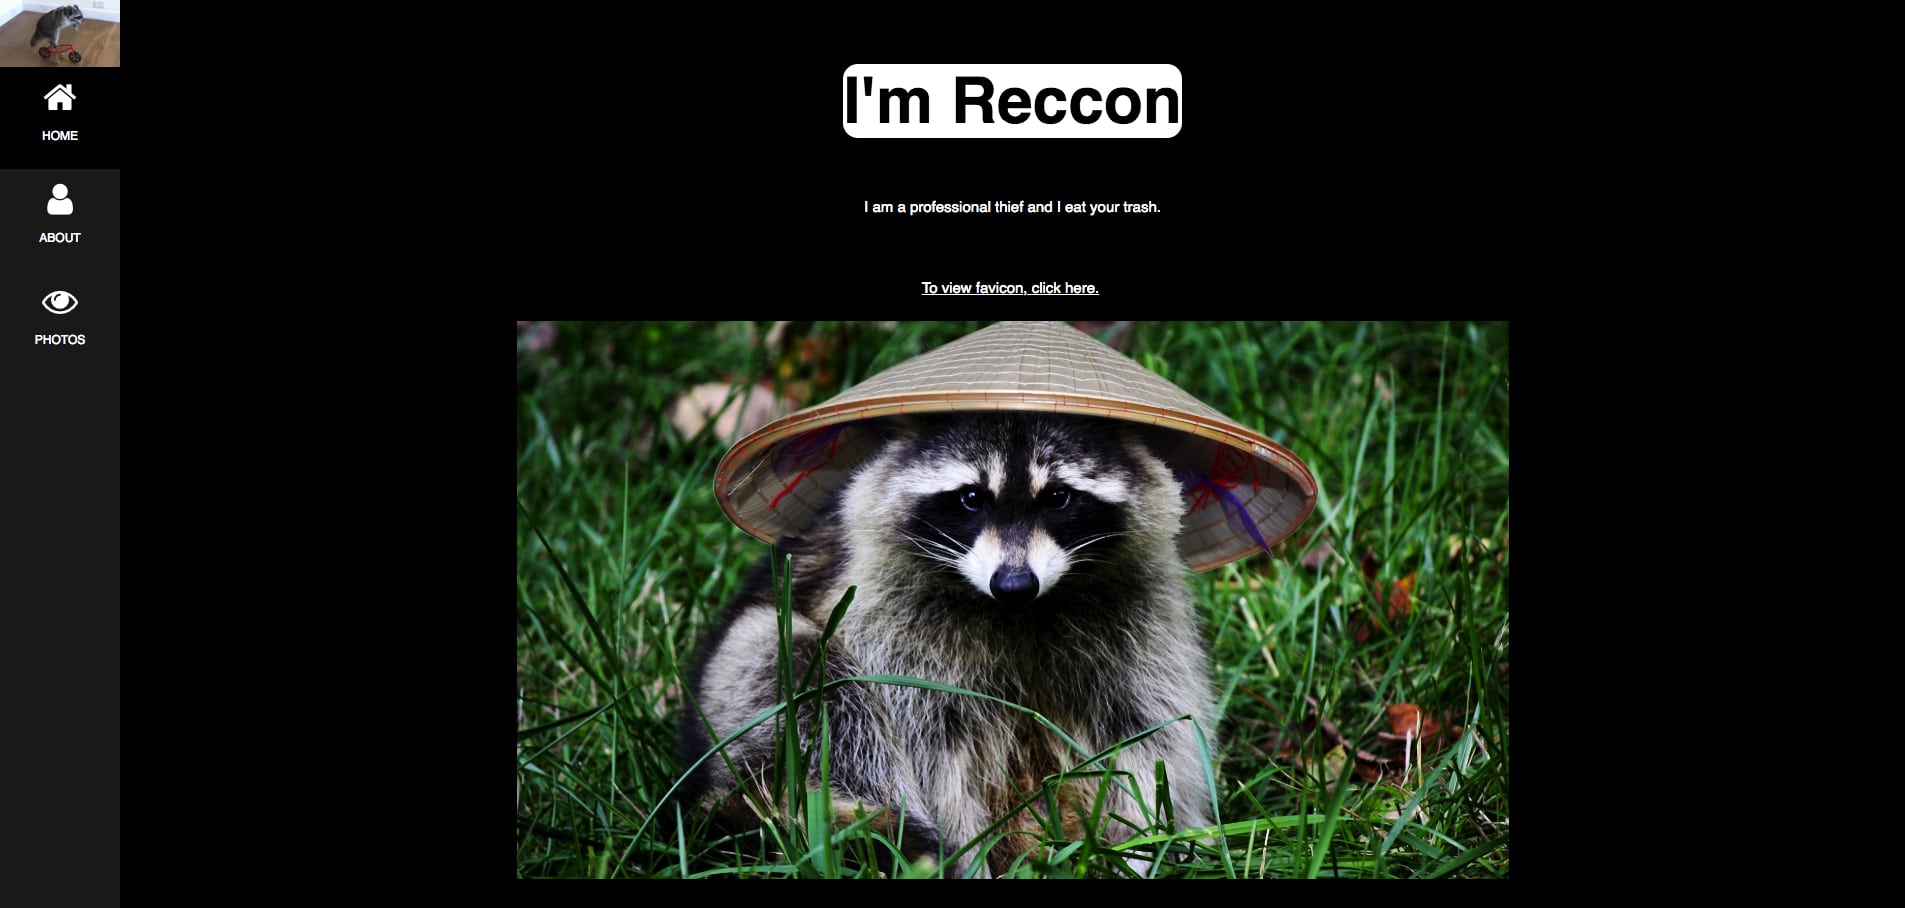 HOME
ABOUT
PHOTOS
I'm Reccon
I am a professional thief and I eat your trash.
To view favicon, click here.